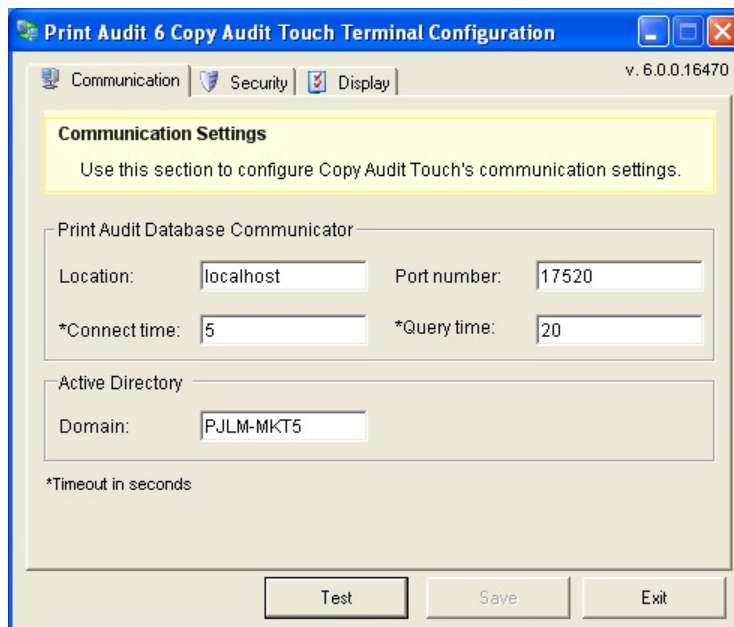 Print Audit 6 Copy Audit Touch Terminal Configuration
Communication Security Display
v. 6.0.0.16470
Communication Settings
Use this section to configure Copy Audit Touch's communication settings.
Print Audit Database Communicator
Location: localhost Port number: 17520
*Connect time: 5 *Query time: 20
Active Directory
Domain: PJLM-MKT5
*Timeout in seconds
Test Save Exit